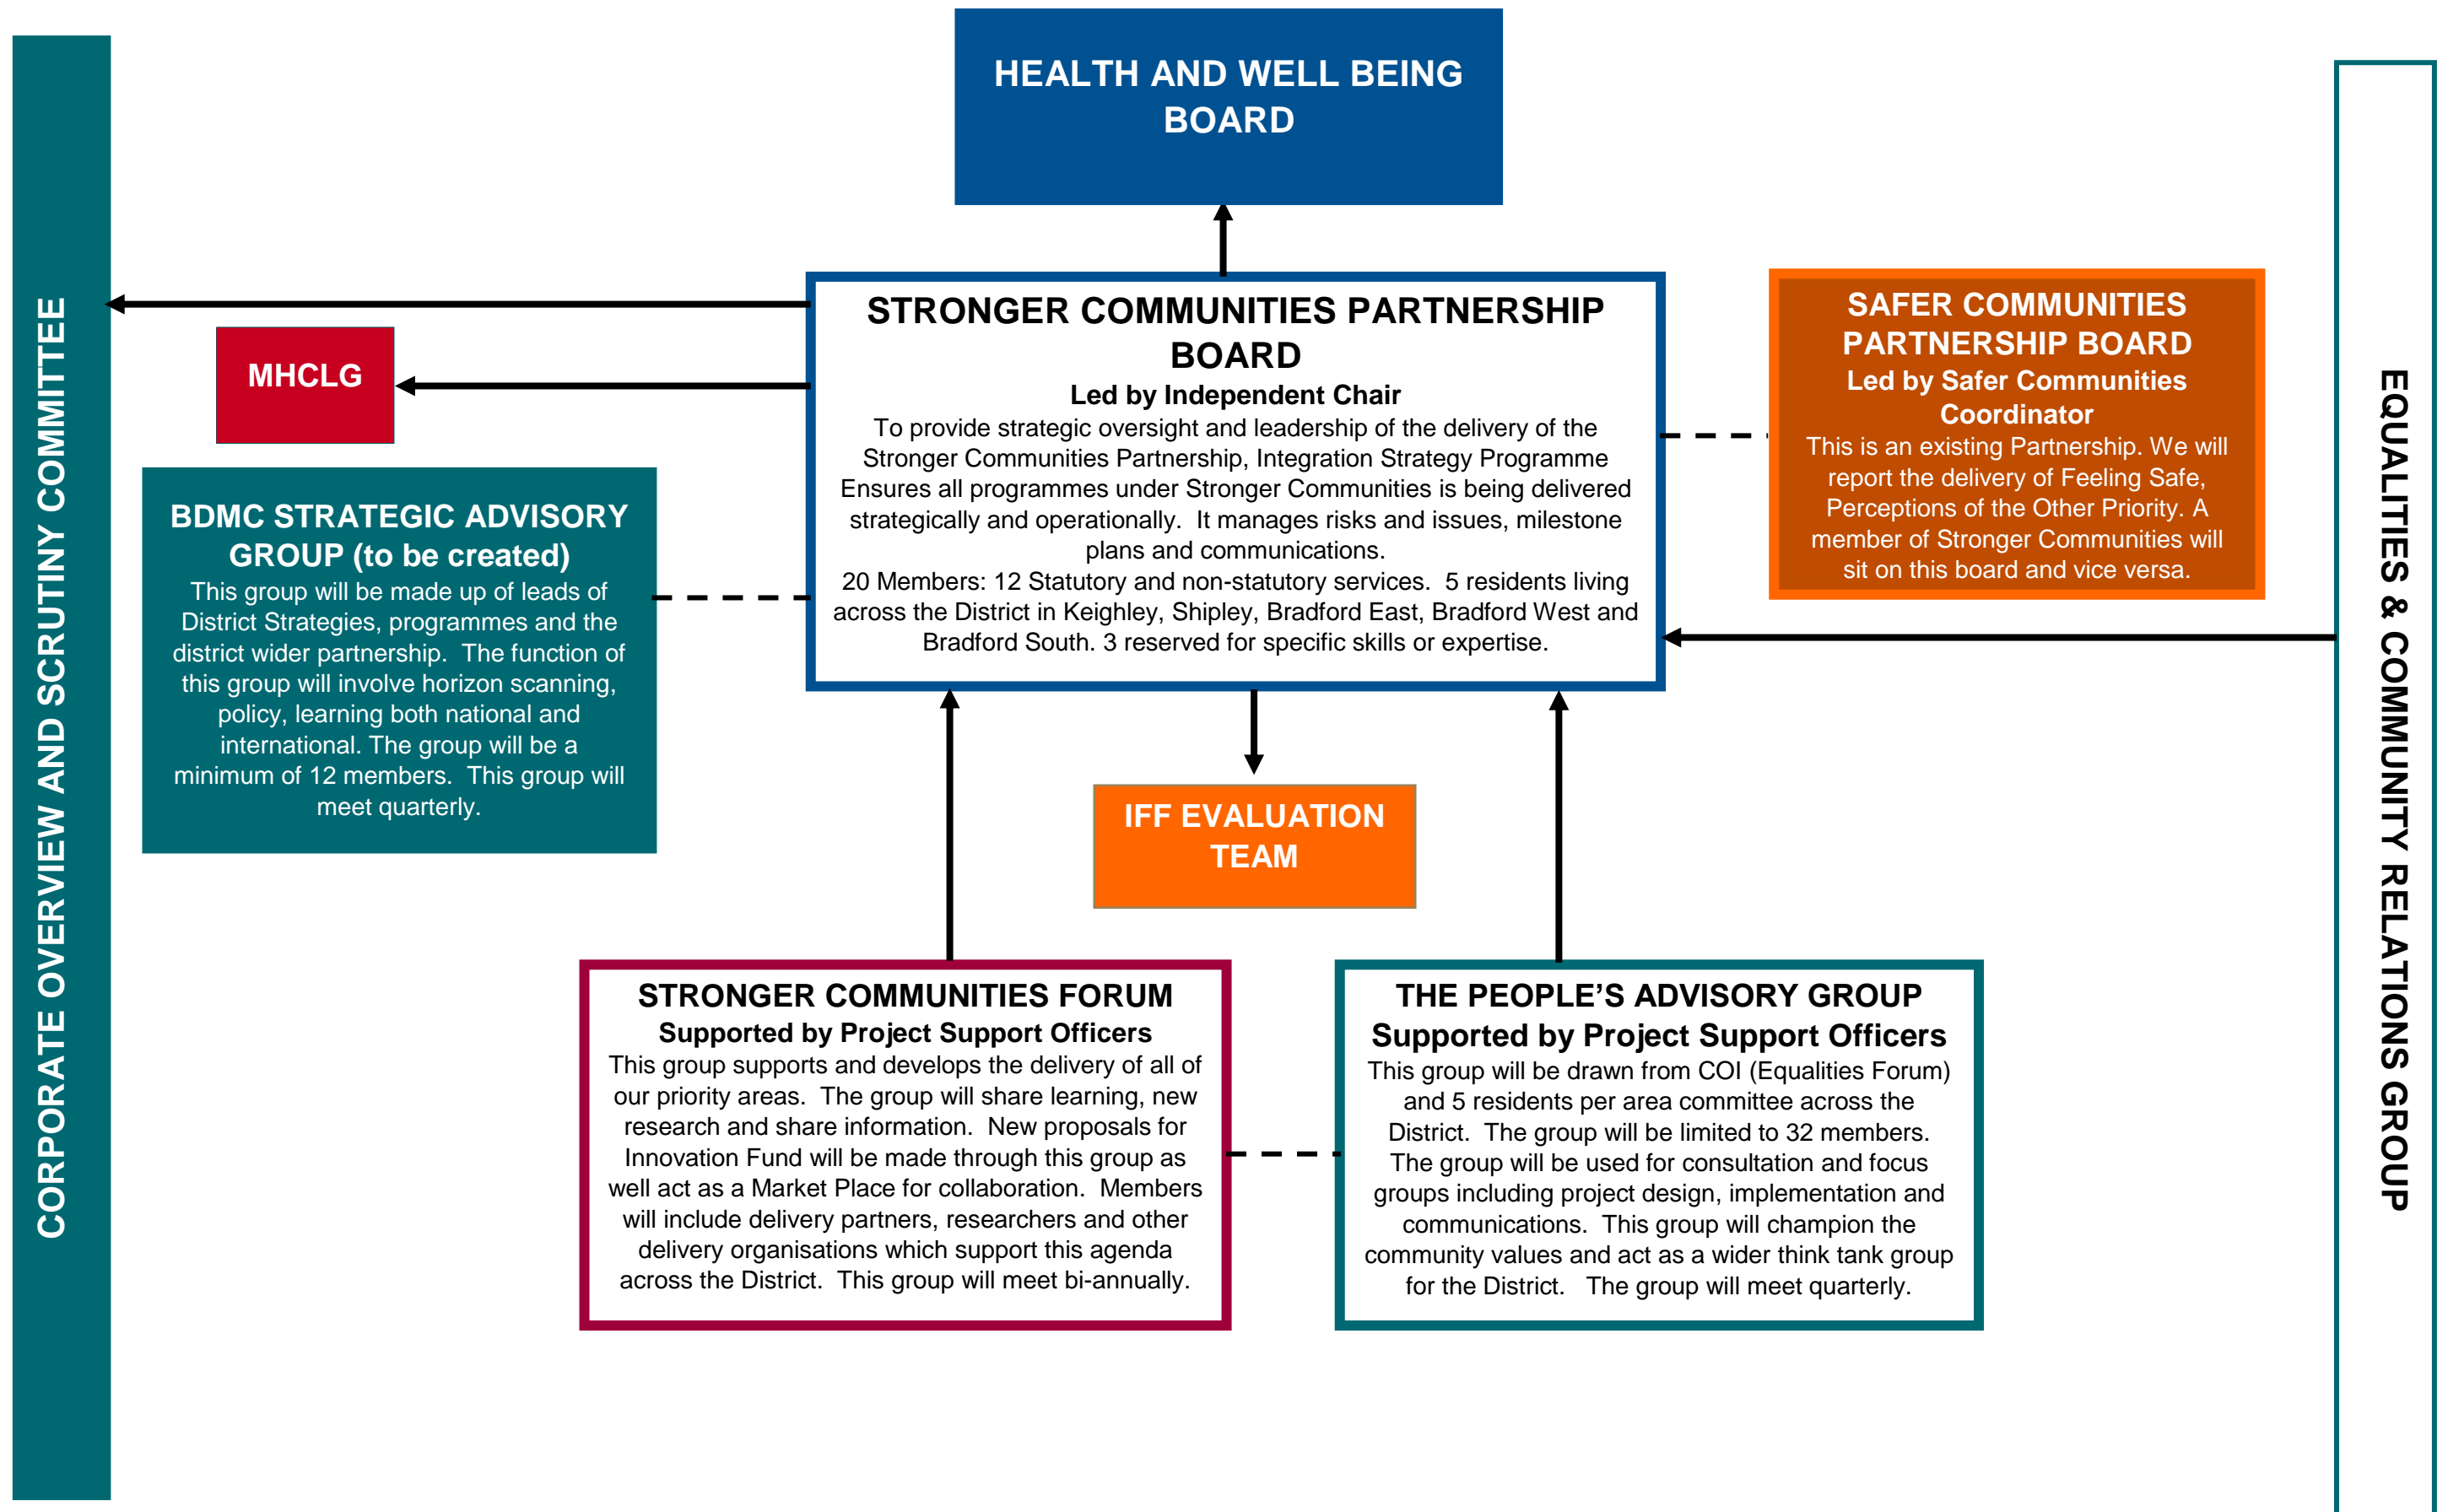 HEALTH AND WELL BEING
BOARD
CORPORATE OVERVIEW AND SCRUTINY COMMITTEE
MHCLG
STRONGER COMMUNITIES PARTNERSHIP
BOARD
Led by Independent Chair
To provide strategic oversight and leadership of the delivery of the
Stronger Communities Partnership, Integration Strategy Programme
Ensures all programmes under Stronger Communities is being delivered
strategically and operationally. It manages risks and issues, milestone
plans and communications.
20 Members: 12 Statutory and non-statutory services. 5 residents living
across the District in Keighley, Shipley, Bradford East, Bradford West and
Bradford South. 3 reserved for specific skills or expertise.
SAFER COMMUNITIES
PARTNERSHIP BOARD
Led by Safer Communities
Coordinator
This is an existing Partnership. We will
report the delivery of Feeling Safe,
Perceptions of the Other Priority. A
member of Stronger Communities will
sit on this board and vice versa.
EQUALITIES & COMMUNITY RELATIONS GROUP
BDMC STRATEGIC ADVISORY
GROUP (to be created)
This group will be made up of leads of
District Strategies, programmes and the
district wider partnership. The function of
this group will involve horizon scanning,
policy, learning both national and
international. The group will be a
minimum of 12 members. This group will
meet quarterly.
IFF EVALUATION
TEAM
STRONGER COMMUNITIES FORUM
Supported by Project Support Officers
This group supports and develops the delivery of all of
our priority areas. The group will share learning, new
research and share information. New proposals for
Innovation Fund will be made through this group as
well act as a Market Place for collaboration. Members
will include delivery partners, researchers and other
delivery organisations which support this agenda
across the District. This group will meet bi-annually.
THE PEOPLE’S ADVISORY GROUP
Supported by Project Support Officers
This group will be drawn from COI (Equalities Forum)
and 5 residents per area committee across the
District. The group will be limited to 32 members.
The group will be used for consultation and focus
groups including project design, implementation and
communications. This group will champion the
community values and act as a wider think tank group
for the District. The group will meet quarterly.